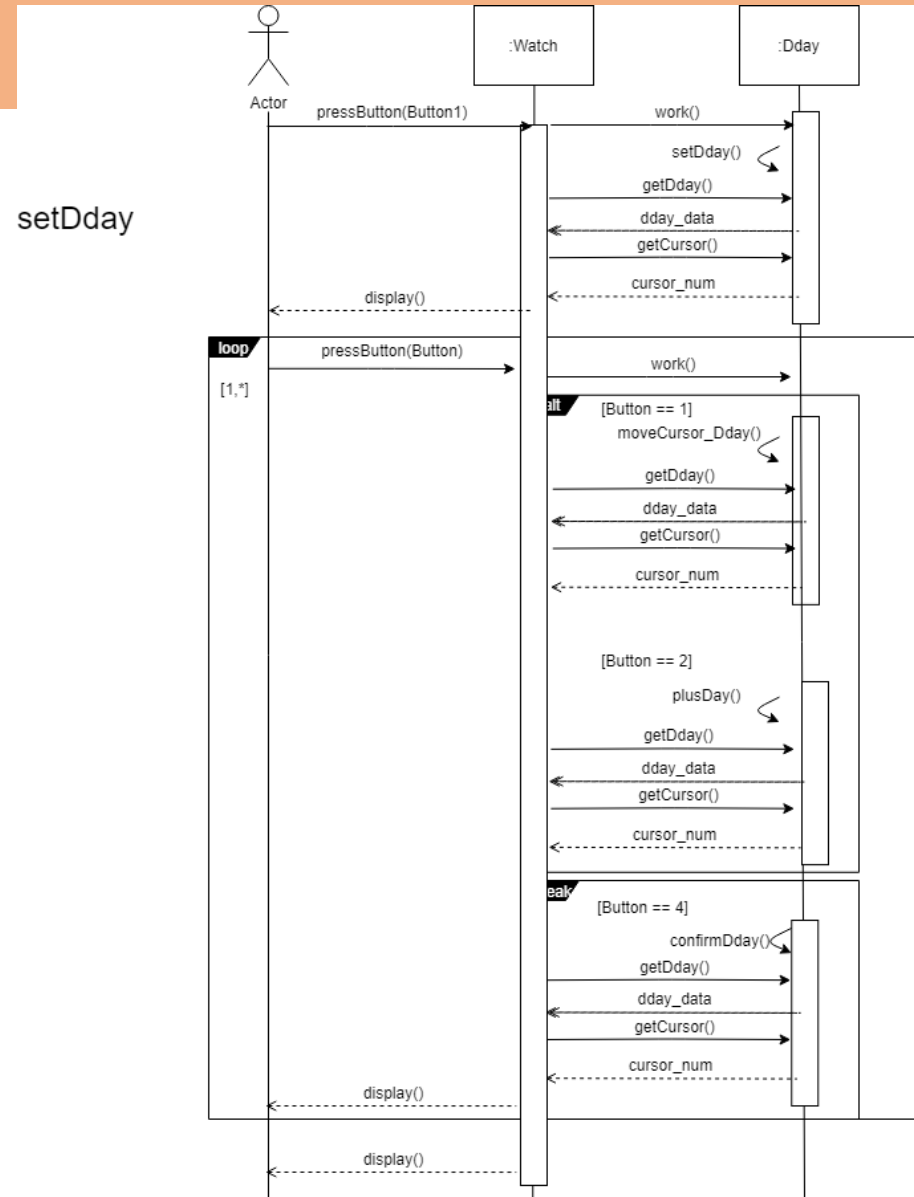 :Watch
:Dday
Actor
pressButton(Button1)
work()
setDday()
setDday
getDday()
dday_data
getCursor()
cursor_num
display()
loop
pressButton(Button)
work()
[1,*]
alt
[Button == 1]
moveCursor_Dday()
getDday()
dday_data
getCursor()
cursor_num
[Button == 2]
plusDay()
getDday()
dday_data
getCursor()
cursor_num
eak
[Button == 4]
confirmDday()
getDday()
dday_data
getCursor()
cursor_num
display()
display()